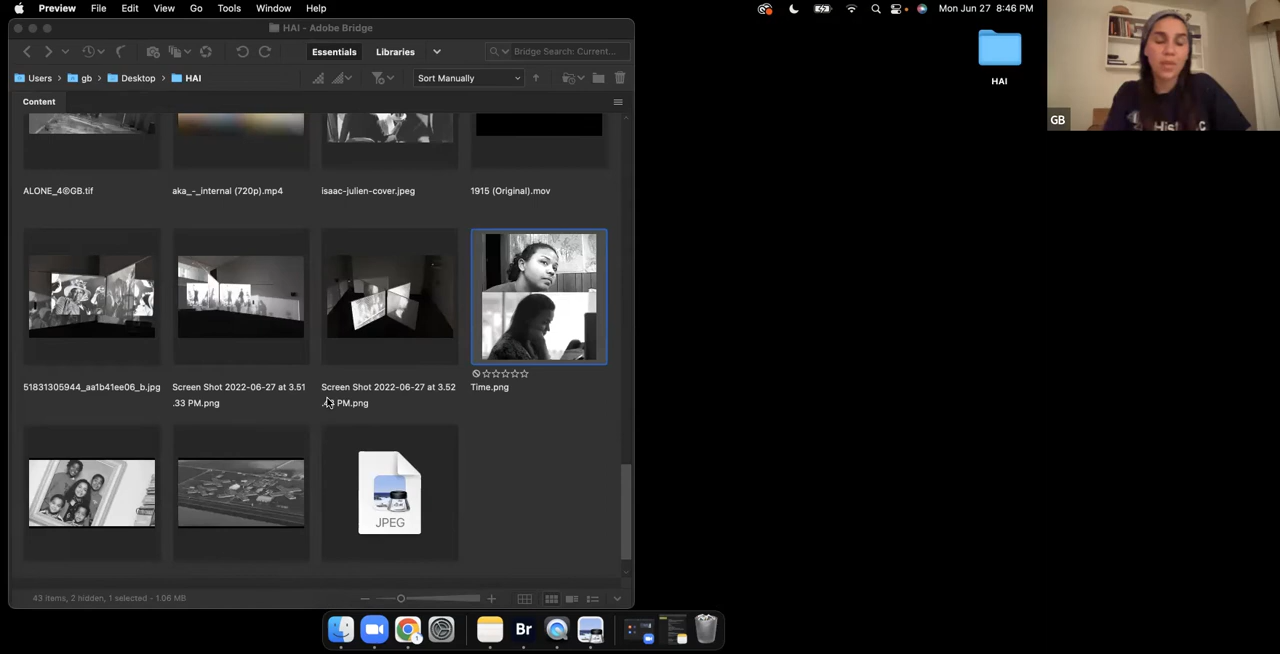 Preview File Edit View Go Tools Window Help Mon Jun 27 8:46 PM
HAI - Adobe Bridge
Essentials Libraries Bridge Search: Current...
Users gb Desktop HAI Sort Manually
Content
ALONE_4©GB.tif aka_-_internal (720p).mp4 isaac-julien-cover.jpeg 1915 (Original).mov
51831305944_aa1b41ee06_b.jpg Screen Shot 2022-06-27 at 3.51 Screen Shot 2022-06-27 at 3.52 Time.png
.33 PM.png PM.png
JPEG
43 items, 2 hidden, 1 selected - 1.06 MB
Br
HAI
GB